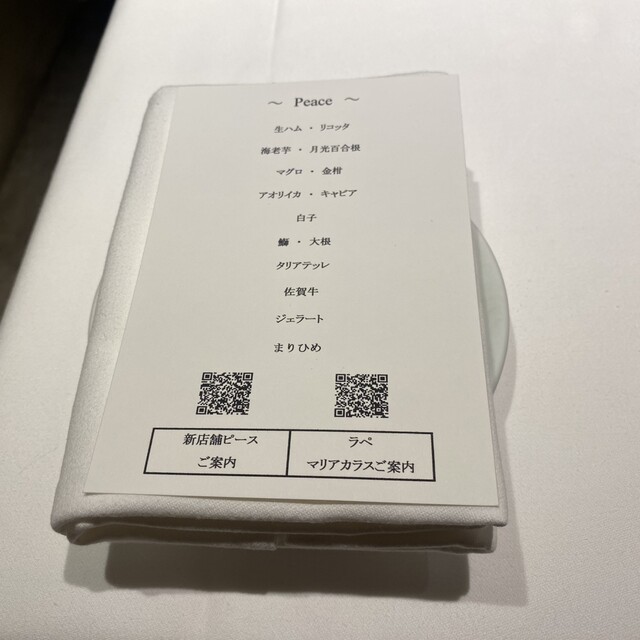 ～ Peace ～
生ハム ・ リコッタ
海老芋 ・ 月光百合根
マグロ ・ 金柑
アオリイカ ・ キャビア
白子
鰤 ・ 大根
タリアテッレ
佐賀牛
ジェラート
まりひめ
新店舗ピース
ご案内
ラペ
マリアカラスご案内